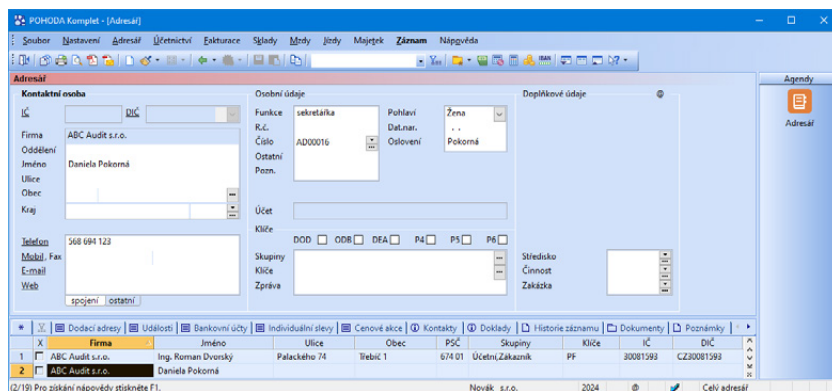 POHODA Komplet - [Adresář]
Soubor Nastavení Adresář Účetnictví Fakturace Sklady Mzdy Jízdy Majetek Záznam Nápověda
Adresář
Agendy
Kontaktní osoba
Osobní údaje
Doplňkové údaje @
IČ DIČ
Funkce sekretářka
Pohlaví Žena
Adresář
R.č.
Dat.nar. . .
Firma ABC Audit s.r.o.
Číslo AD00016
Oslovení Pokorná
Oddělení
Ostatní
Jméno Daniela Pokorná
Pozn.
Ulice
Obec
Kraj
Účet
Klíče
Telefon 568 694 123
DOD ODB DEA P4 P5 P6
Mobil, Fax
Skupiny
Středisko
E-mail
Klíče
Činnost
Web
Zpráva
Zakázka
spojení ostatní
* Dodací adresy Události Bankovní účty Individuální slevy Cenové akce Kontakty Doklady Historie záznamu Dokumenty Poznámky
X Firma Jméno Ulice Obec PSČ Skupiny Klíče IČ DIČ
1 ABC Audit s.r.o. Ing. Roman Dvorský Palackého 74 Třebíč 1 674 01 Účetní,Zákazník PF 30081593 CZ30081593
2 ABC Audit s.r.o. Daniela Pokorná
(2/19) Pro získání nápovědy stiskněte F1. Novák s.r.o. 2024 @ Celý adresář